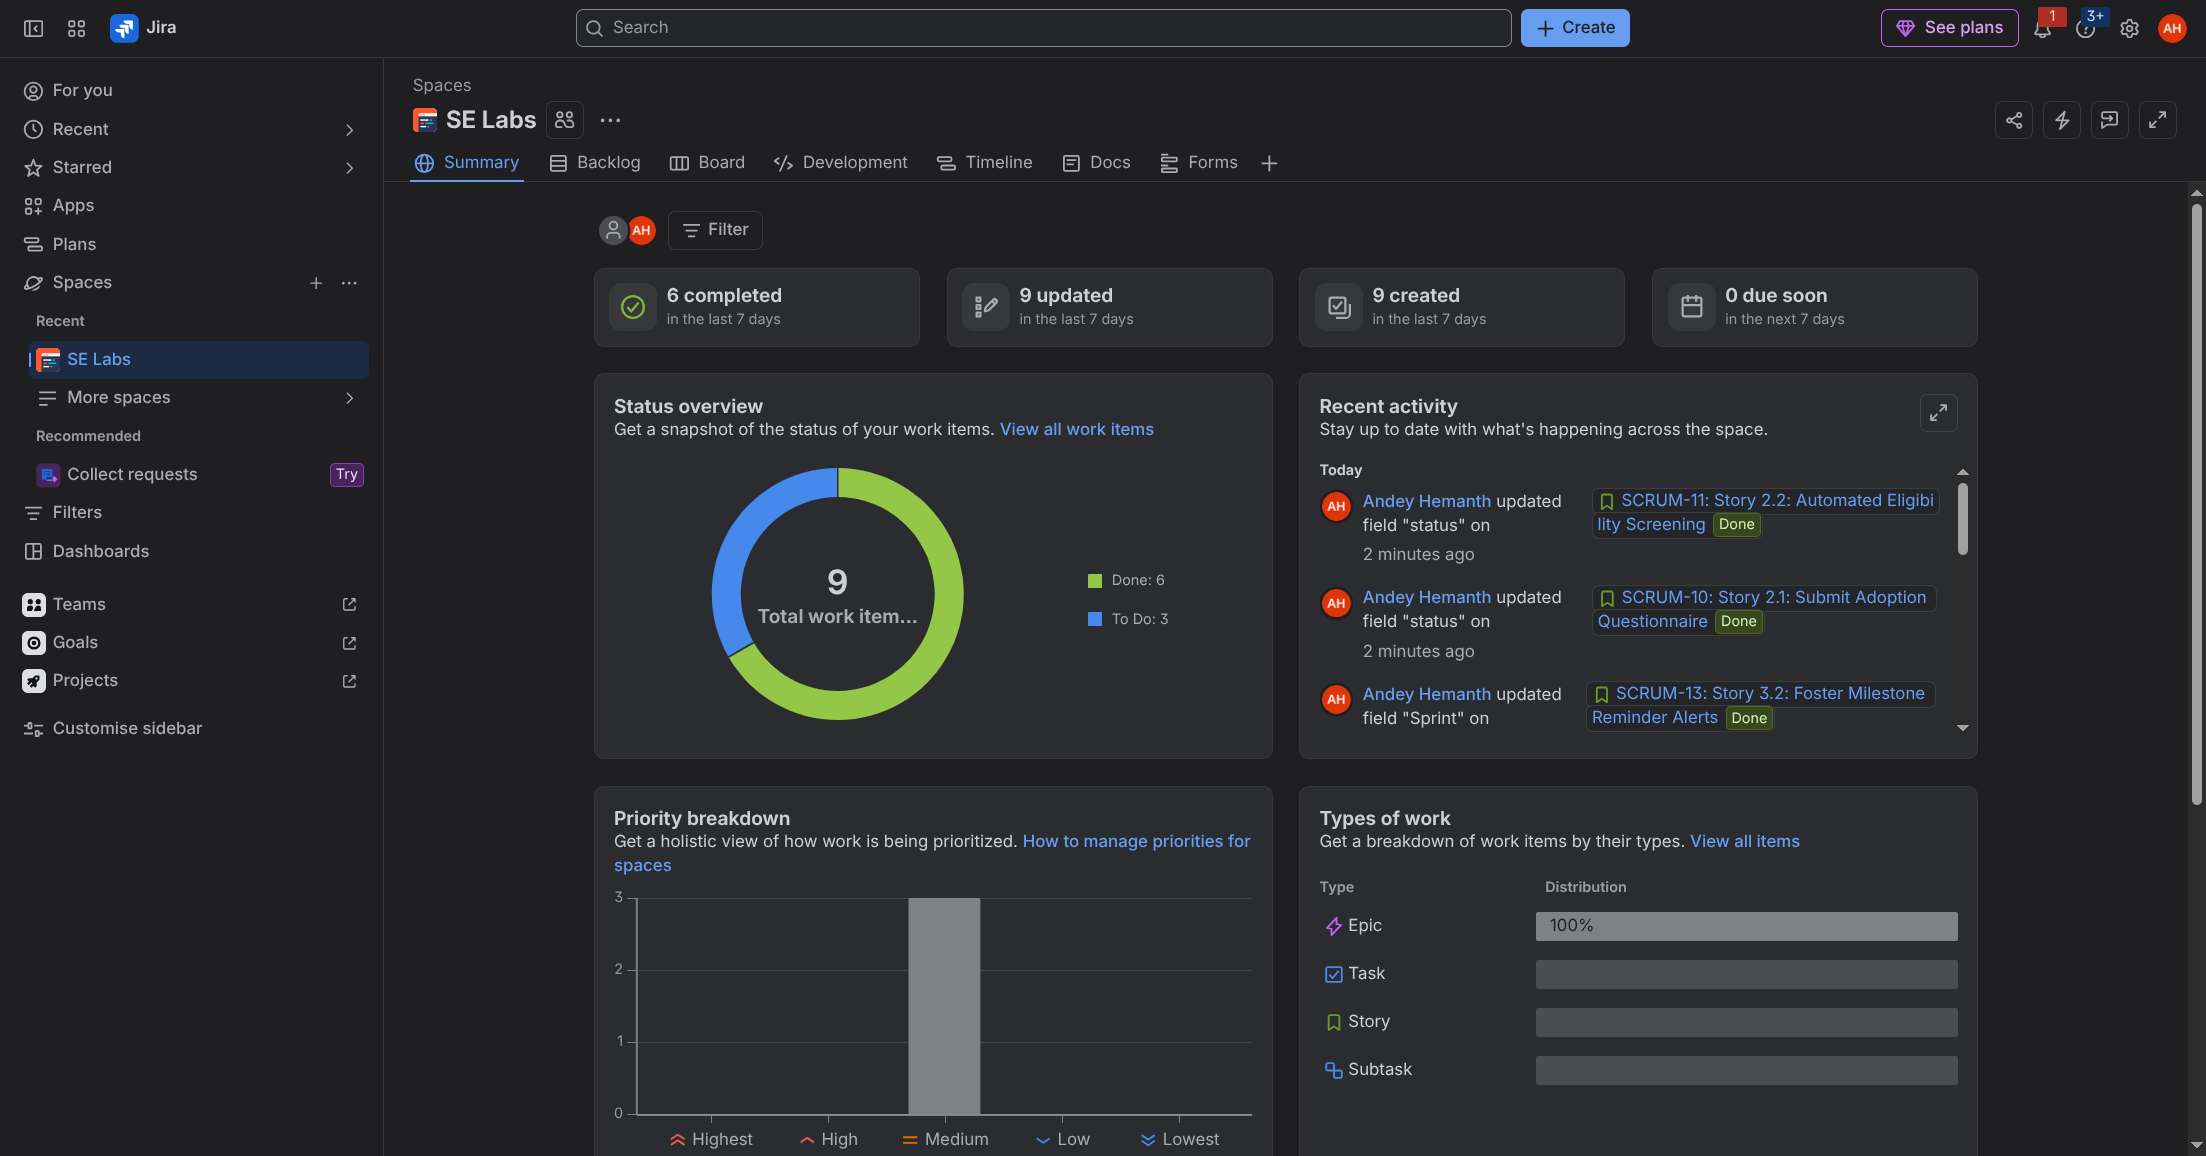 Jira
Search
Create
See plans
1
3+
AH
For you
Recent
Starred
Apps
Plans
Spaces
Recent
SE Labs
More spaces
Recommended
Collect requests
Try
Filters
Dashboards
Teams
Goals
Projects
Customise sidebar
Spaces
SE Labs
Summary
Backlog
Board
Development
Timeline
Docs
Forms
AH
Filter
6 completed
in the last 7 days
9 updated
in the last 7 days
9 created
in the last 7 days
0 due soon
in the next 7 days
Status overview
Get a snapshot of the status of your work items. View all work items
9
Total work item...
Done: 6
To Do: 3
Recent activity
Stay up to date with what's happening across the space.
Today
AH
Andey Hemanth updated
field "status" on
2 minutes ago
SCRUM-11: Story 2.2: Automated Eligibi
lity Screening Done
AH
Andey Hemanth updated
field "status" on
2 minutes ago
SCRUM-10: Story 2.1: Submit Adoption
Questionnaire Done
AH
Andey Hemanth updated
field "Sprint" on
SCRUM-13: Story 3.2: Foster Milestone
Reminder Alerts Done
Priority breakdown
Get a holistic view of how work is being prioritized. How to manage priorities for
spaces
3
2
1
0
Highest
High
Medium
Low
Lowest
Types of work
Get a breakdown of work items by their types. View all items
Type
Distribution
Epic
100%
Task
Story
Subtask